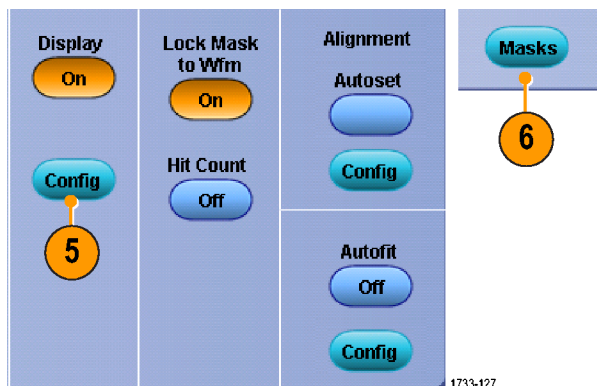 Display
On
Config
5
Lock Mask
to Wfm
On
Hit Count
Off
Alignment
Autoset
Config
Autofit
Off
Config
Masks
6
1733-127